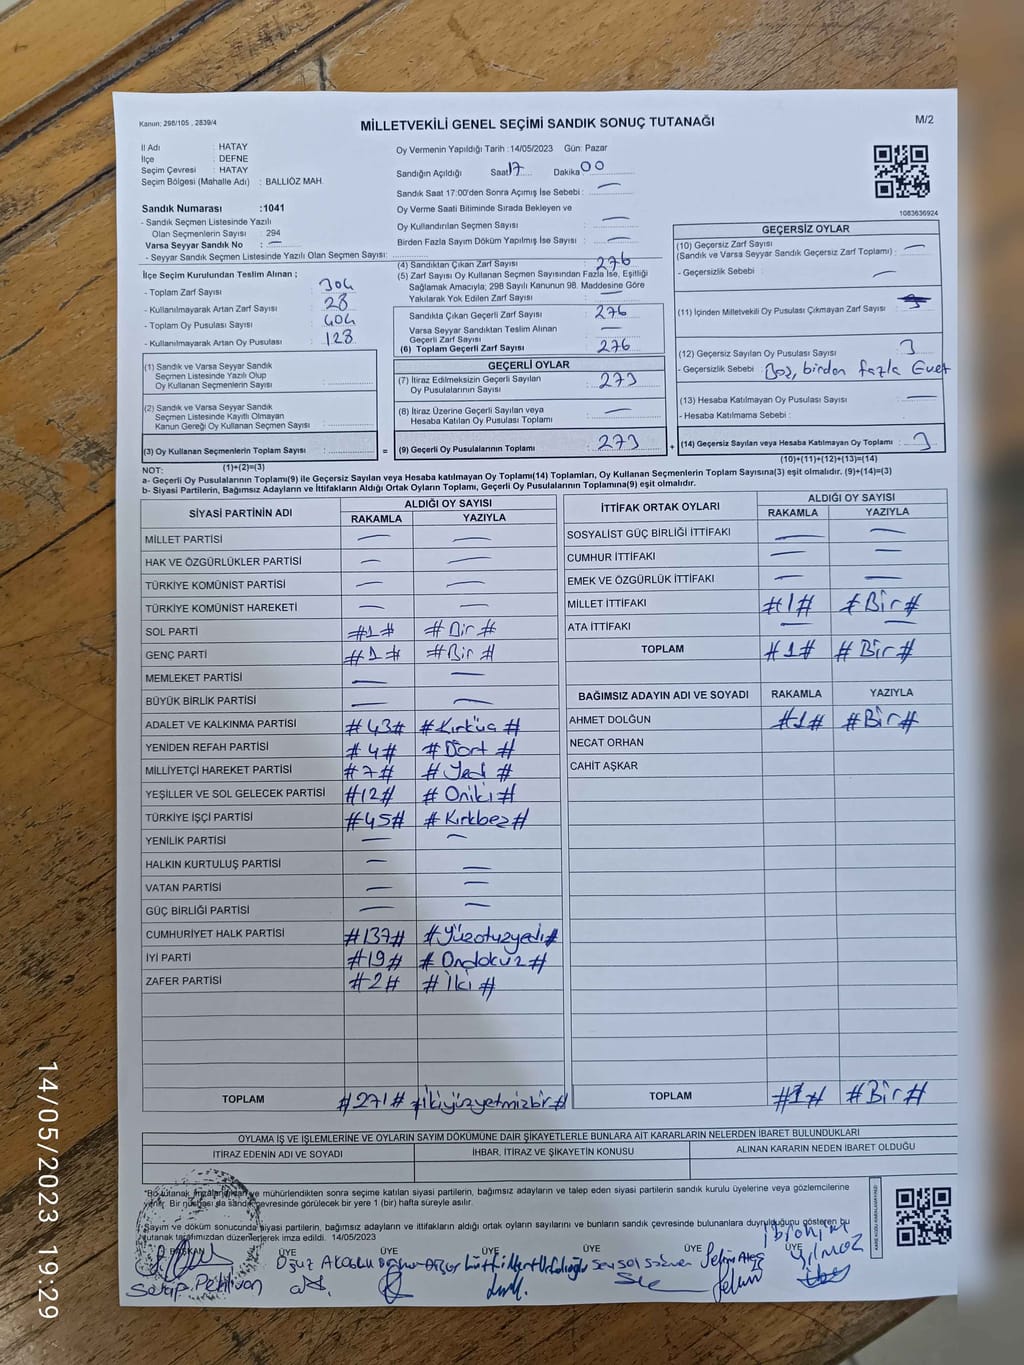 Kanun: 298/105 , 2839/4
MİLLETVEKİLİ GENEL SEÇİMİ SANDIK SONUÇ TUTANAĞI
M/2
İl Adı : HATAY
İlçe : DEFNE
Seçim Çevresi : HATAY
Seçim Bölgesi (Mahalle Adı) : BALLIÖZ MAH.
Sandık Numarası :1041
- Sandık Seçmen Listesinde Yazılı
Olan Seçmenlerin Sayısı : 294
Varsa Seyyar Sandık No : —
- Seyyar Sandık Seçmen Listesinde Yazılı Olan Seçmen Sayısı:
Oy Vermenin Yapıldığı Tarih :14/05/2023 Gün: Pazar
Sandığın Açıldığı Saat 17 Dakika 00
Sandık Saat 17:00'den Sonra Açımış İse Sebebi : —
Oy Verme Saati Bitiminde Sırada Bekleyen ve
Oy Kullandırılan Seçmen Sayısı : —
Birden Fazla Sayım Döküm Yapılmış İse Sayısı : —
1083636924
İlçe Seçim Kurulundan Teslim Alınan ;
- Toplam Zarf Sayısı : 304
- Kullanılmayarak Artan Zarf Sayısı : 28
- Toplam Oy Pusulası Sayısı : 404
- Kullanılmayarak Artan Oy Pusulası : 128
(1) Sandık ve Varsa Seyyar Sandık
Seçmen Listesinde Yazılı Olup
Oy Kullanan Seçmenlerin Sayısı :
(2) Sandık ve Varsa Seyyar Sandık
Seçmen Listesinde Kayıtlı Olmayan
Kanun Gereği Oy Kullanan Seçmen Sayısı :
(3) Oy Kullanan Seçmenlerin Toplam Sayısı :
(1)+(2)=(3)
(4) Sandıktan Çıkan Zarf Sayısı : 276
(5) Zarf Sayısı Oy Kullanan Seçmen Sayısından Fazla İse, Eşitliği
Sağlamak Amacıyla; 298 Sayılı Kanunun 98. Maddesine Göre
Yakılarak Yok Edilen Zarf Sayısı : —
Sandıkta Çıkan Geçerli Zarf Sayısı : 276
Varsa Seyyar Sandıktan Teslim Alınan
Geçerli Zarf Sayısı : —
(6) Toplam Geçerli Zarf Sayısı : 276
GEÇERLİ OYLAR
(7) İtiraz Edilmeksizin Geçerli Sayılan
Oy Pusulalarının Sayısı : 273
(8) İtiraz Üzerine Geçerli Sayılan veya
Hesaba Katılan Oy Pusulası Toplamı : —
= (9) Geçerli Oy Pusulalarının Toplamı : 273 +
GEÇERSİZ OYLAR
(10) Geçersiz Zarf Sayısı
(Sandık ve Varsa Seyyar Sandık Geçersiz Zarf Toplamı) : —
- Geçersizlik Sebebi : —
(11) İçinden Milletvekili Oy Pusulası Çıkmayan Zarf Sayısı :
(12) Geçersiz Sayılan Oy Pusulası Sayısı : 3
- Geçersizlik Sebebi : Boş, birden fazla Evet
(13) Hesaba Katılmayan Oy Pusulası Sayısı : —
- Hesaba Katılmama Sebebi :
(14) Geçersiz Sayılan veya Hesaba Katılmayan Oy Toplamı : 3
(10)+(11)+(12)+(13)=(14)
NOT:
a- Geçerli Oy Pusulalarının Toplamı(9) ile Geçersiz Sayılan veya Hesaba katılmayan Oy Toplamı(14) Toplamları, Oy Kullanan Seçmenlerin Toplam Sayısına(3) eşit olmalıdır. (9)+(14)=(3)
b- Siyasi Partilerin, Bağımsız Adayların ve İttifakların Aldığı Ortak Oyların Toplamı, Geçerli Oy Pusulalarının Toplamına(9) eşit olmalıdır.
SİYASİ PARTİNİN ADI ALDIĞI OY SAYISI
RAKAMLA YAZIYLA
MİLLET PARTİSİ — —
HAK VE ÖZGÜRLÜKLER PARTİSİ — —
TÜRKİYE KOMÜNİST PARTİSİ — —
TÜRKİYE KOMÜNİST HAREKETİ — —
SOL PARTİ #1# #Bir#
GENÇ PARTİ #1# #Bir#
MEMLEKET PARTİSİ — —
BÜYÜK BİRLİK PARTİSİ — —
ADALET VE KALKINMA PARTİSİ #43# #Kırküç#
YENİDEN REFAH PARTİSİ #4# #Dört#
MİLLİYETÇİ HAREKET PARTİSİ #7# #Yedi#
YEŞİLLER VE SOL GELECEK PARTİSİ #12# #Oniki#
TÜRKİYE İŞÇİ PARTİSİ #45# #Kırkbeş#
YENİLİK PARTİSİ — —
HALKIN KURTULUŞ PARTİSİ — —
VATAN PARTİSİ — —
GÜÇ BİRLİĞİ PARTİSİ — —
CUMHURİYET HALK PARTİSİ #137# #Yüzotuzyedi#
İYİ PARTİ #19# #Ondokuz#
ZAFER PARTİSİ #2# #İki#
TOPLAM #271# #ikiyüzyetmişbir#
İTTİFAK ORTAK OYLARI ALDIĞI OY SAYISI
RAKAMLA YAZIYLA
SOSYALİST GÜÇ BİRLİĞİ İTTİFAKI — —
CUMHUR İTTİFAKI — —
EMEK VE ÖZGÜRLÜK İTTİFAKI — —
MİLLET İTTİFAKI #1# #Bir#
ATA İTTİFAKI — —
TOPLAM #1# #Bir#
BAĞIMSIZ ADAYIN ADI VE SOYADI RAKAMLA YAZIYLA
AHMET DOLĞUN #1# #Bir#
NECAT ORHAN
CAHİT AŞKAR
TOPLAM #1# #Bir#
OYLAMA İŞ VE İŞLEMLERİNE VE OYLARIN SAYIM DÖKÜMÜNE DAİR ŞİKAYETLERLE BUNLARA AİT KARARLARIN NELERDEN İBARET BULUNDUKLARI
İTİRAZ EDENİN ADI VE SOYADI İHBAR, İTİRAZ VE ŞİKAYETİN KONUSU ALINAN KARARIN NEDEN İBARET OLDUĞU
*Bu tutanak imzalandıktan ve mühürlendikten sonra seçime katılan siyasi partilerin, bağımsız adayların ve talep eden siyasi partilerin sandık kurulu üyelerine veya gözlemcilerine
verilir. Bir nüshası da sandık çevresinde görülecek bir yere 1 (bir) hafta süreyle asılır.
Sayım ve döküm sonucunda siyasi partilerin, bağımsız adayların ve ittifakların aldığı ortak oyların sayılarını ve bunların sandık çevresinde bulunanlara duyrulduğunu gösteren bu
tutanak tarafımızdan düzenlenerek imza edildi. 14/05/2023
BAŞKAN ÜYE ÜYE ÜYE ÜYE ÜYE ÜYE
Serap Pehlivan
Oğuz
Selim Ateş
İbrahim Yılmaz
14/05/2023 19:29